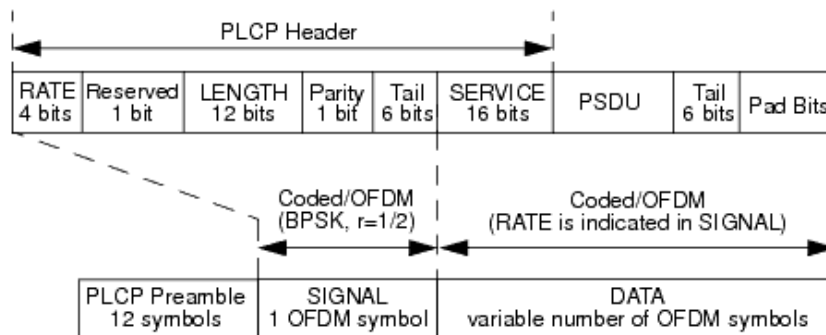 PLCP Header
RATE
4 bits
Reserved
1 bit
LENGTH
12 bits
Parity
1 bit
Tail
6 bits
SERVICE
16 bits
PSDU
Tail
6 bits
Pad Bits
Coded/OFDM
(BPSK, r=1/2)
Coded/OFDM
(RATE is indicated in SIGNAL)
PLCP Preamble
12 symbols
SIGNAL
1 OFDM symbol
DATA
variable number of OFDM symbols